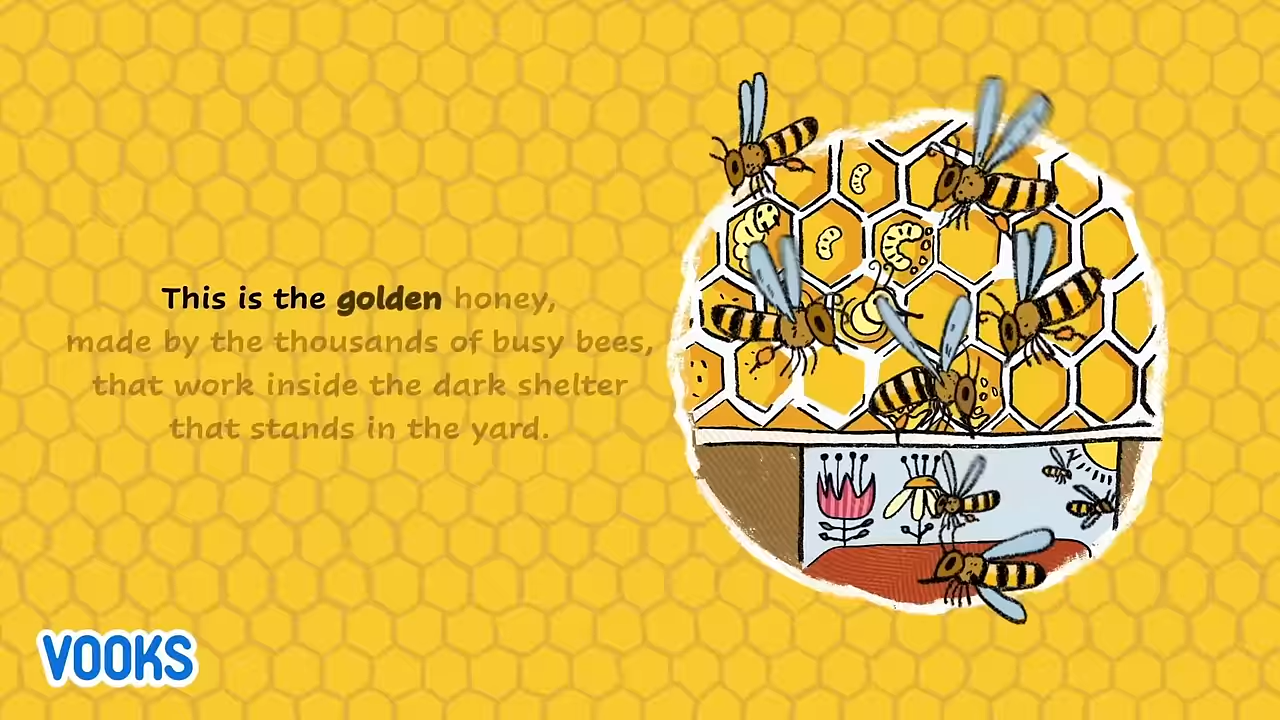 This is the golden honey,
made by the thousands of busy bees,
that work inside the dark shelter
that stands in the yard.
VOOKS